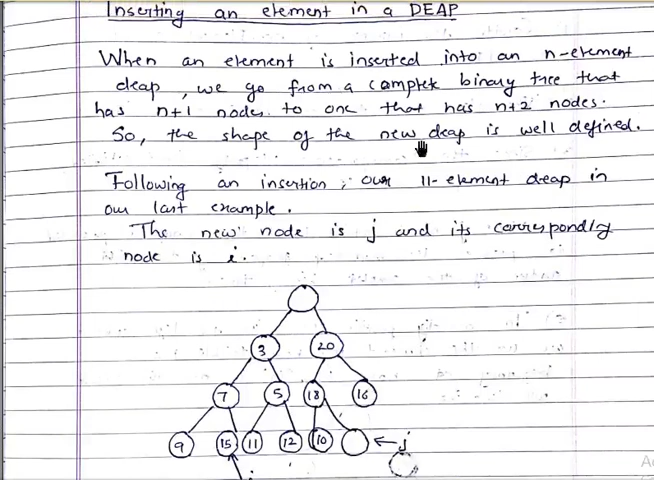 Inserting an element in a DEAP
When an element is inserted into an n-element
deap, we go from a complete binary tree that
has n+1 nodes to one that has n+2 nodes.
So, the shape of the new deap is well defined.
Following an insertion, our 11-element deap in
our last example.
The new node is j and its correspondly
node is i.
3 20
7 5 18 16
9 15 11 12 10 j
i